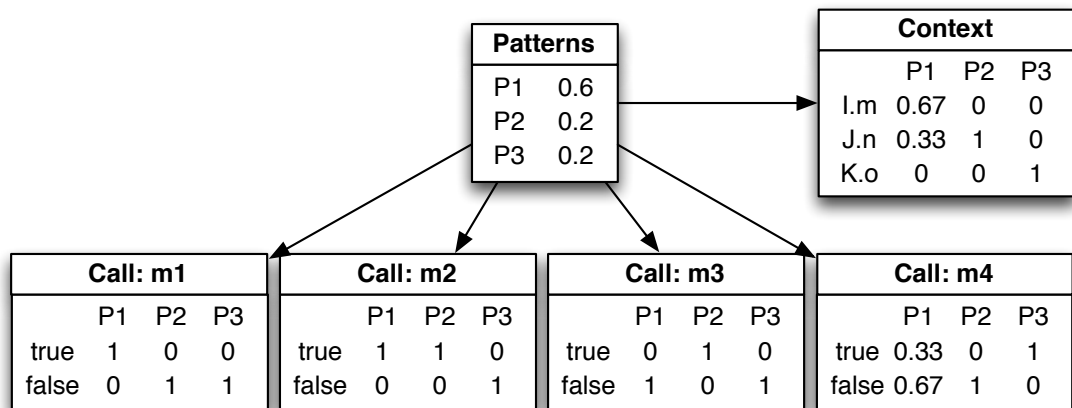 Patterns
P1 0.6
P2 0.2
P3 0.2
Context
P1 P2 P3
I.m 0.67 0 0
J.n 0.33 1 0
K.o 0 0 1
Call: m1
P1 P2 P3
true 1 0 0
false 0 1 1
Call: m2
P1 P2 P3
true 1 1 0
false 0 0 1
Call: m3
P1 P2 P3
true 0 1 0
false 1 0 1
Call: m4
P1 P2 P3
true 0.33 0 1
false 0.67 1 0